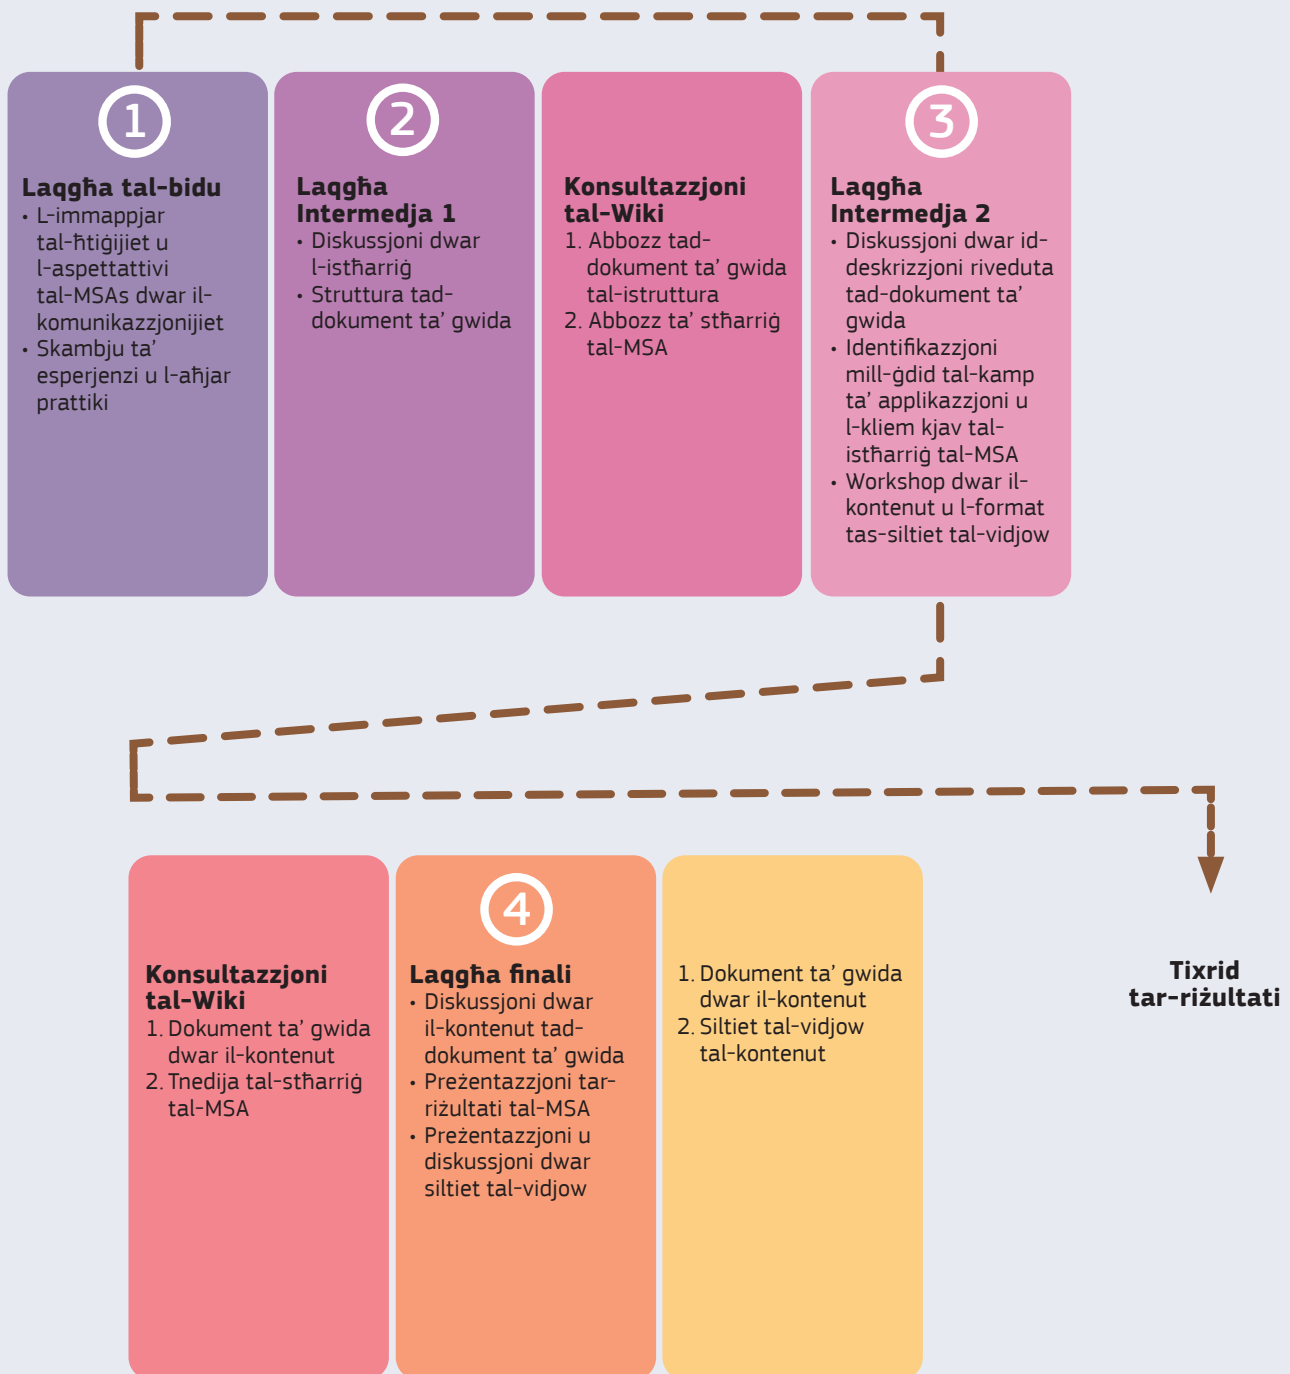 1
Laqgħa tal-bidu
• L-immappjar
tal-ħtiġijiet u
l-aspettattivi
tal-MSAs dwar il-
komunikazzjonijiet
• Skambju ta’
esperjenzi u l-aħjar
prattiki
2
Laqgħa
Intermedja 1
• Diskussjoni dwar
l-istħarriġ
• Struttura tad-
dokument ta’ gwida
Konsultazzjoni
tal-Wiki
1. Abbozz tad-
dokument ta’ gwida
tal-istruttura
2. Abbozz ta’ stħarriġ
tal-MSA
3
Laqgħa
Intermedja 2
• Diskussjoni dwar id-
deskrizzjoni riveduta
tad-dokument ta’
gwida
• Identifikazzjoni
mill-ġdid tal-kamp
ta’ applikazzjoni u
l-kliem kjav tal-
istħarriġ tal-MSA
• Workshop dwar il-
kontenut u l-format
tas-siltiet tal-vidjow
Konsultazzjoni
tal-Wiki
1. Dokument ta’ gwida
dwar il-kontenut
2. Tnedija tal-stħarriġ
tal-MSA
4
Laqgħa finali
• Diskussjoni dwar
il-kontenut tad-
dokument ta’ gwida
• Preżentazzjoni tar-
riżultati tal-MSA
• Preżentazzjoni u
diskussjoni dwar
siltiet tal-vidjow
1. Dokument ta’ gwida
dwar il-kontenut
2. Siltiet tal-vidjow
tal-kontenut
Tixrid
tar-riżultati